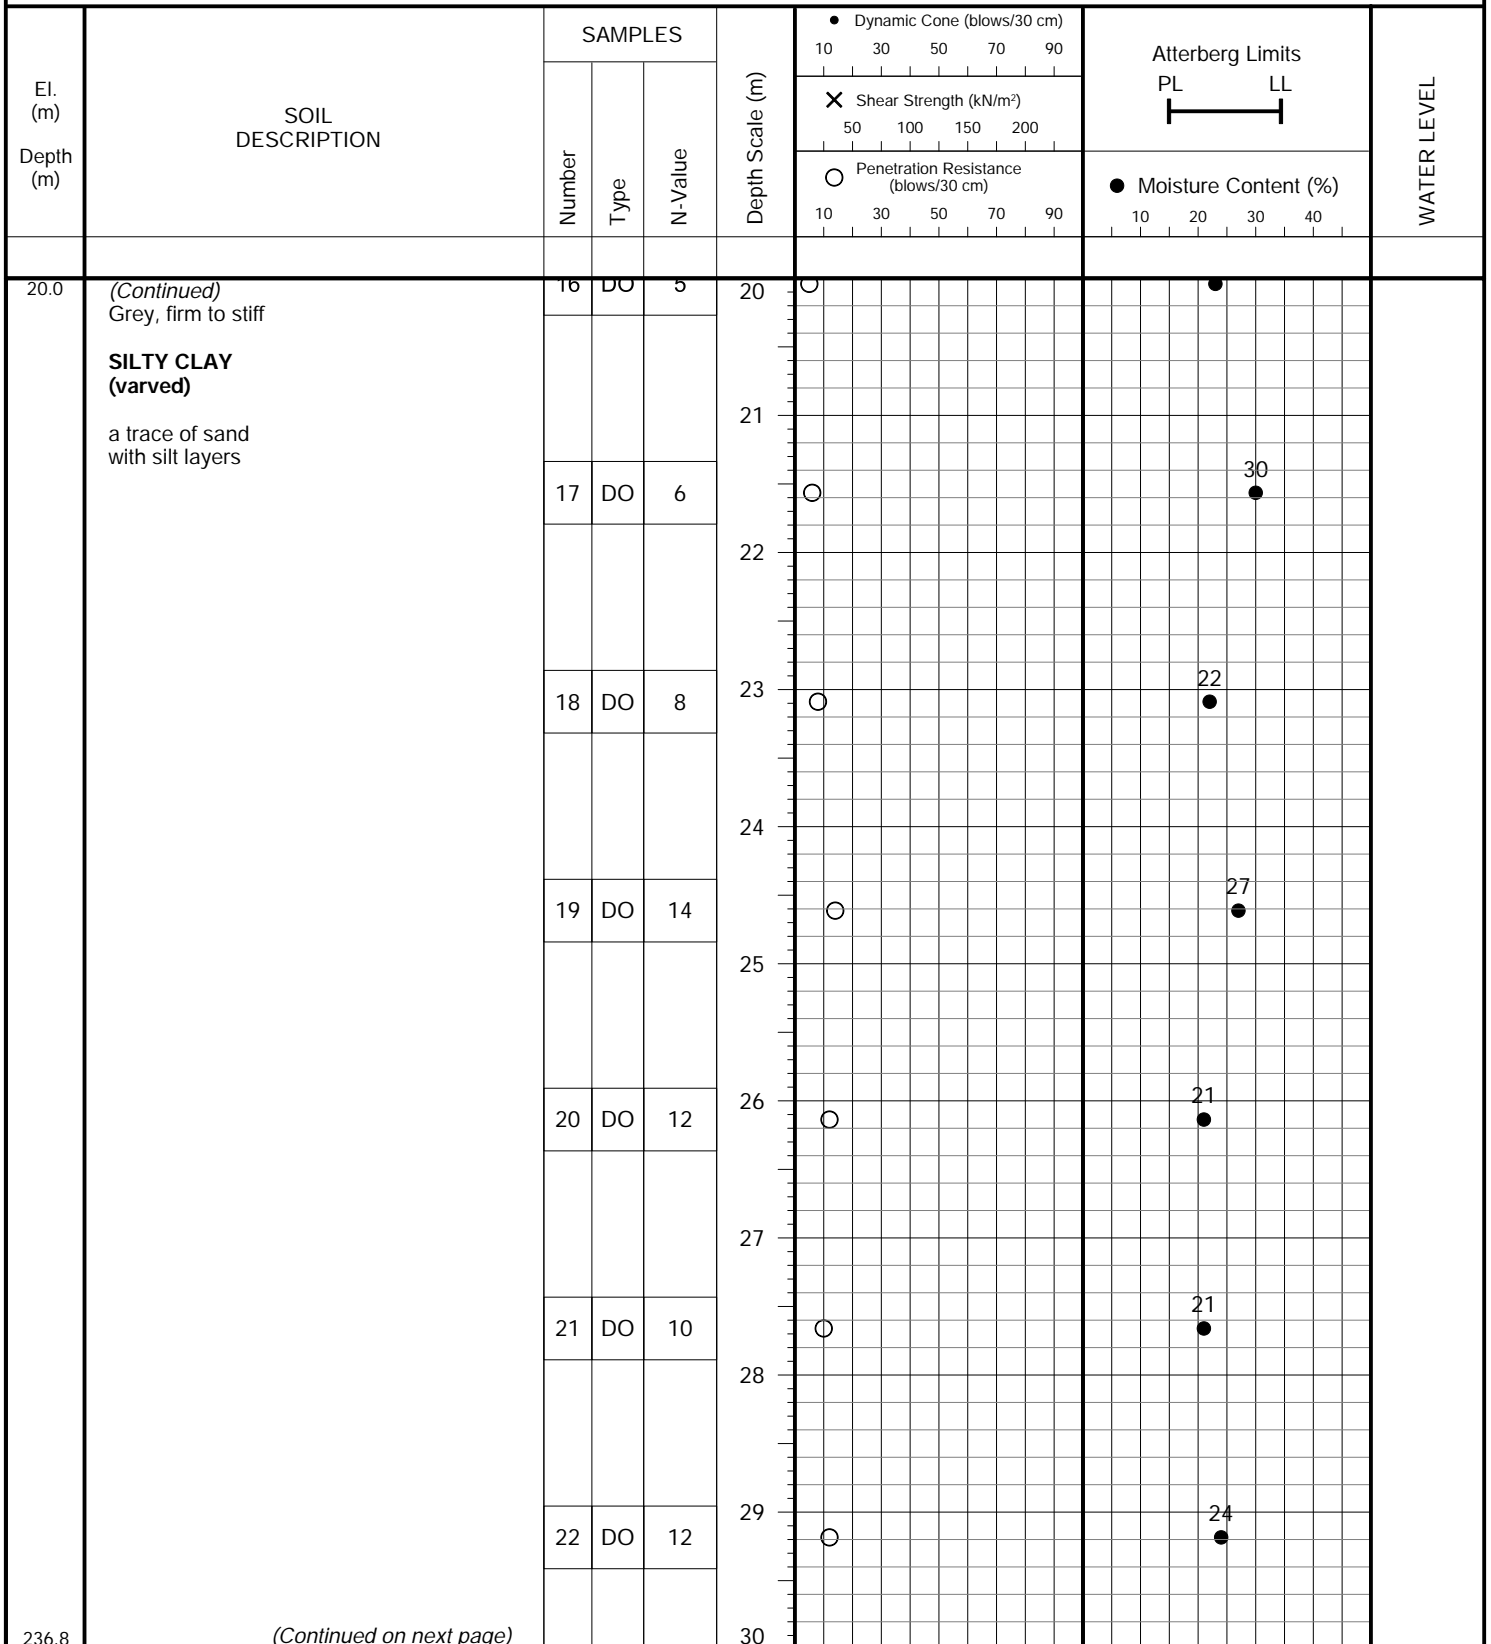 El.
(m)
Depth
(m)
SOIL
DESCRIPTION
SAMPLES
Number
Type
N-Value
Depth Scale (m)
Dynamic Cone (blows/30 cm)
10 30 50 70 90
Shear Strength (kN/m²)
50 100 150 200
Penetration Resistance
(blows/30 cm)
10 30 50 70 90
Atterberg Limits
PL LL
Moisture Content (%)
10 20 30 40
WATER LEVEL
20.0
(Continued)
Grey, firm to stiff
SILTY CLAY
(varved)
a trace of sand
with silt layers
16 DO 5
20
21
30
17 DO 6
22
22
18 DO 8
23
24
27
19 DO 14
25
21
20 DO 12
26
27
21
21 DO 10
28
29
24
22 DO 12
236.8
(Continued on next page)
30